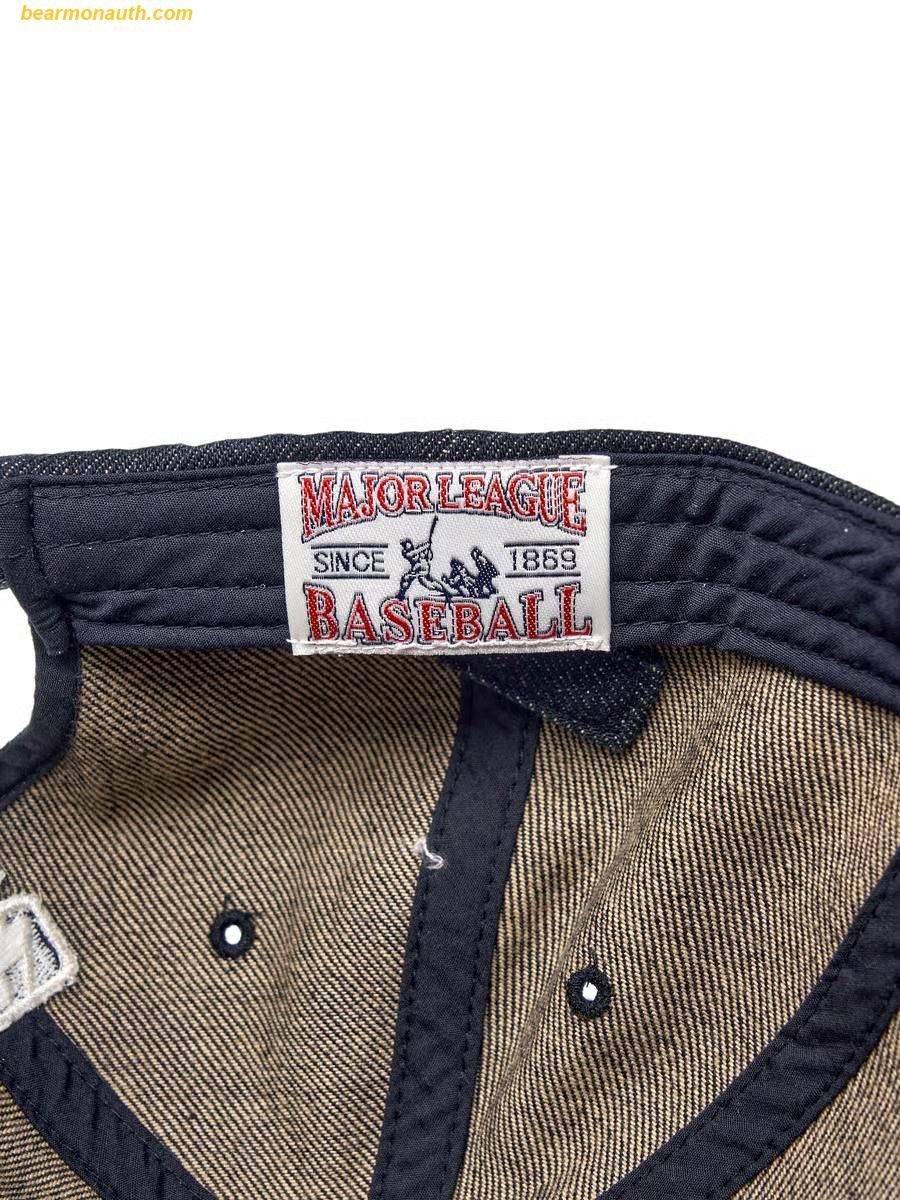 bearmonauth.com
MAJOR LEAGUE
SINCE 1869
BASEBALL